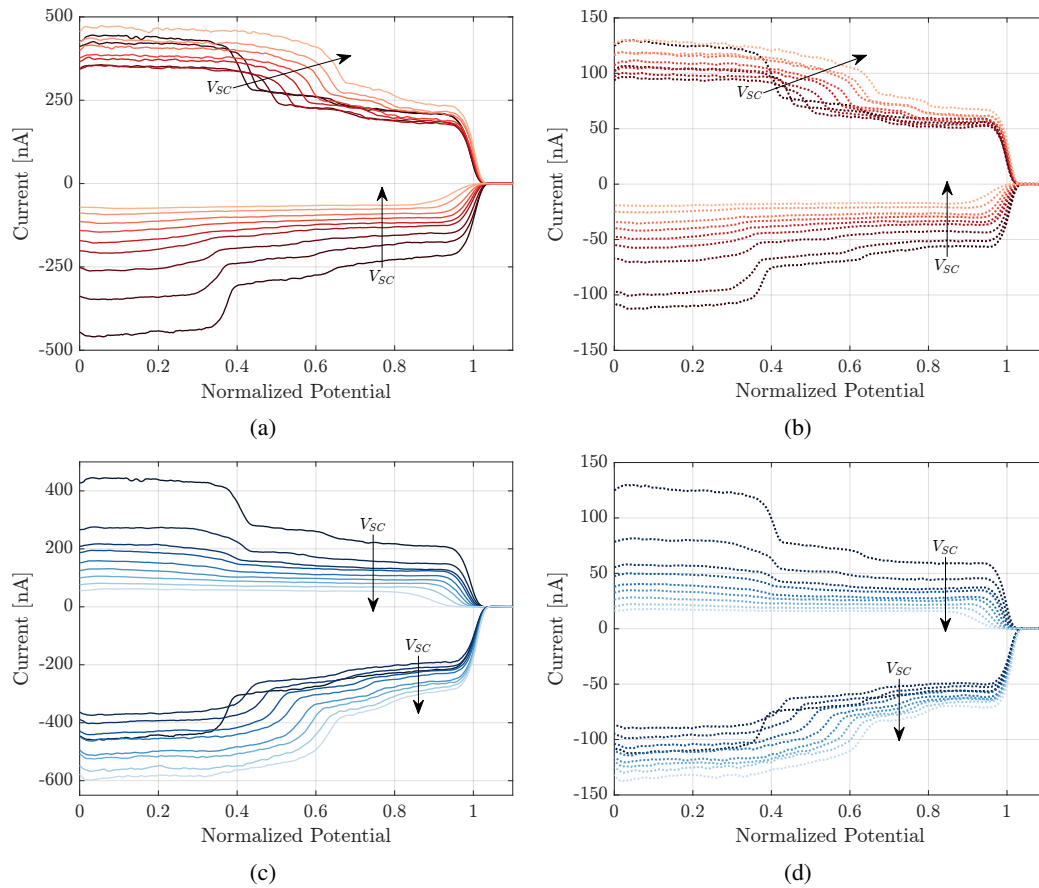 500
250
0
-250
-500
Current [nA]
V_SC
V_SC
0 0.2 0.4 0.6 0.8 1
Normalized Potential
(a)
150
100
50
0
-50
-100
-150
Current [nA]
V_SC
V_SC
0 0.2 0.4 0.6 0.8 1
Normalized Potential
(b)
400
200
0
-200
-400
-600
Current [nA]
V_SC
V_SC
0 0.2 0.4 0.6 0.8 1
Normalized Potential
(c)
150
100
50
0
-50
-100
-150
Current [nA]
V_SC
V_SC
0 0.2 0.4 0.6 0.8 1
Normalized Potential
(d)